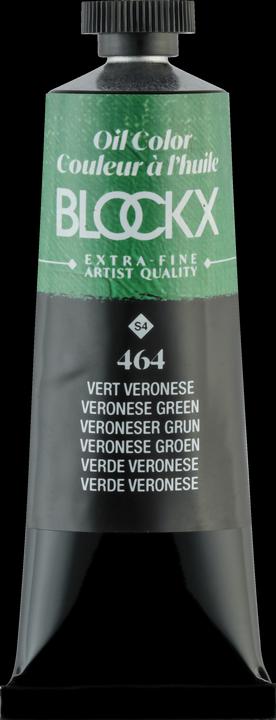 Oil Color
Couleur à l'huile
BLOCKX
EXTRA-FINE
ARTIST QUALITY
S4
464
VERT VERONESE
VERONESE GREEN
VERONESER GRUN
VERONESE GROEN
VERDE VERONESE
VERDE VERONESE